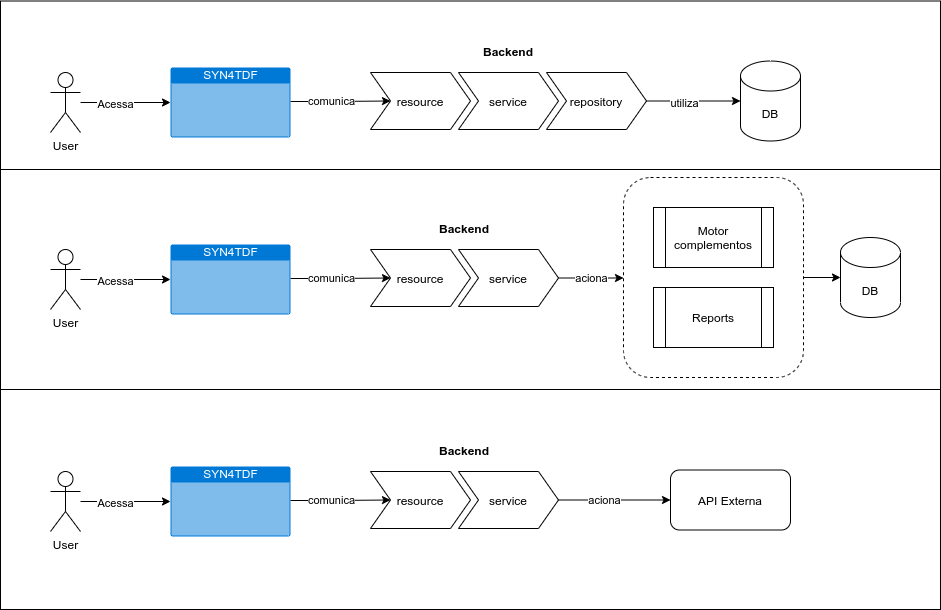 Backend
SYN4TDF
Acessa
comunica
resource
service
repository
utiliza
DB
User
Backend
SYN4TDF
Acessa
comunica
resource
service
aciona
Motor
complementos
Reports
DB
User
Backend
SYN4TDF
Acessa
comunica
resource
service
aciona
API Externa
User